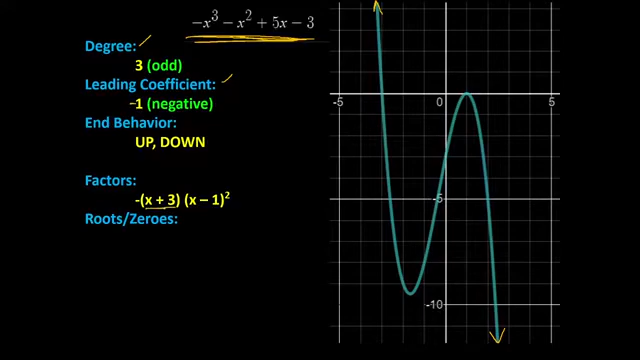 −x³ − x² + 5x − 3
Degree:
3 (odd)
Leading Coefficient:
-1 (negative)
End Behavior:
UP, DOWN
Factors:
-(x + 3) (x – 1)²
Roots/Zeroes:
-5
0
5
0
-5
-10